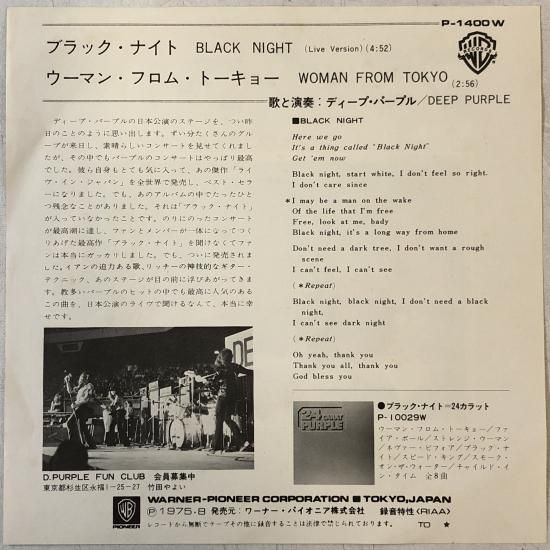 P-1400W
ブラック・ナイト BLACK NIGHT (Live Version) (4:52)
ウーマン・フロム・トーキョー WOMAN FROM TOKYO (2:56)
歌と演奏：ディープ・パープル／DEEP PURPLE
ディープ・パープルの日本公演のステージを、つい昨
日のことのように思い出します。ずい分たくさんのグルー
プが来日し、素晴らしいコンサートを見せてくれまし
たが、その中でもパープルのコンサートはやっぱり最高
でした。彼ら自身もとても気に入って、あの傑作「ライ
ヴ・イン・ジャパン」を全世界で発売し、ベスト・セラ
ーになりました。でも、あのアルバムの中でたったひと
つ残念なことがありました。それは「ブラック・ナイト」
が入っていなかったことです。のりにのったコンサート
が最高潮に達し、ファンとメンバーが一体になってつく
りあげた最高作「ブラック・ナイト」を聞けなくてファ
ンは本当にガッカリしました。でも、ついに発売されま
した。イアンの迫力ある歌、リッチーの神技的なギター・
テクニック、あのステージが目の前に浮びあがってきま
す。数多いパープルのヒットの中でも最高に人気のある
この曲を、日本公演のライヴで聞けるなんて、本当に幸
せです。
■BLACK NIGHT
Here we go
It's a thing called "Black Night"
Get 'em now
Black night, start white, I don't feel so right.
I don't care since
*I may be a man on the wake
Of the life that I'm free
Free, look at me, bady
Black night, it's a long way from home
Don't need a dark tree, I don't want a rough
scene
I can't feel, I can't see
(*Repeat)
Black night, black night, I don't need a black
night,
I can't see dark night
(*Repeat)
Oh yeah, thank you
Thank you all, thank you
God bless you
24 CARAT
PURPLE
●ブラック・ナイト＝24カラット
P-10029W
ウーマン・フロム・トーキョー／ファ
イア・ボール／ストレンジ・ウーマン
／ネヴァー・ビフォア／ブラック・ナ
イト／スピード・キング／スモーク・
オン・ザ・ウォーター／チャイルド・イ
ン・タイム 全8曲
D.PURPLE FUN CLUB 会員募集中
東京都杉並区永福1-25-27 竹田やよい
PIONEER
WARNER-PIONEER CORPORATION ■ TOKYO, JAPAN
Ⓟ1975・8 発売元：ワーナー・パイオニア株式会社 録音特性〈RIAA〉
レコードから無断でテープその他に録音することは法律で禁じられております。 TO ★